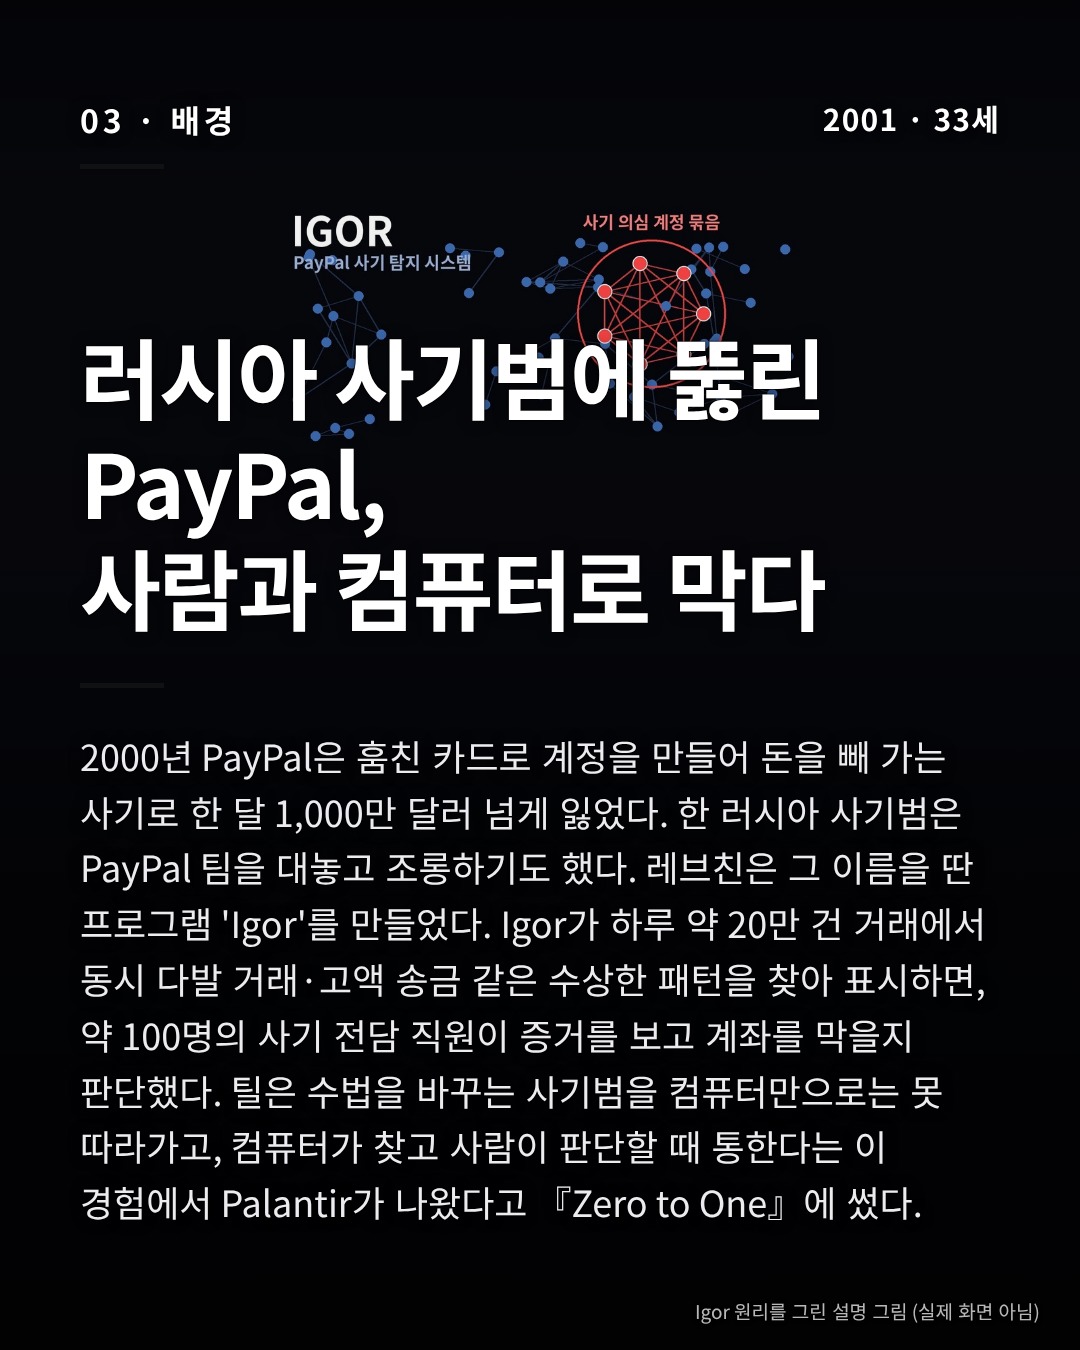 03 · 배경
2001 · 33세
IGOR
PayPal 사기 탐지 시스템
사기 의심 계정 묶음
러시아 사기범에 뚫린
PayPal,
사람과 컴퓨터로 막다
2000년 PayPal은 훔친 카드로 계정을 만들어 돈을 빼 가는
사기로 한 달 1,000만 달러 넘게 잃었다. 한 러시아 사기범은
PayPal 팀을 대놓고 조롱하기도 했다. 레브친은 그 이름을 딴
프로그램 'Igor'를 만들었다. Igor가 하루 약 20만 건 거래에서
동시 다발 거래·고액 송금 같은 수상한 패턴을 찾아 표시하면,
약 100명의 사기 전담 직원이 증거를 보고 계좌를 막을지
판단했다. 틸은 수법을 바꾸는 사기범을 컴퓨터만으로는 못
따라가고, 컴퓨터가 찾고 사람이 판단할 때 통한다는 이
경험에서 Palantir가 나왔다고 『Zero to One』에 썼다.
Igor 원리를 그린 설명 그림 (실제 화면 아님)